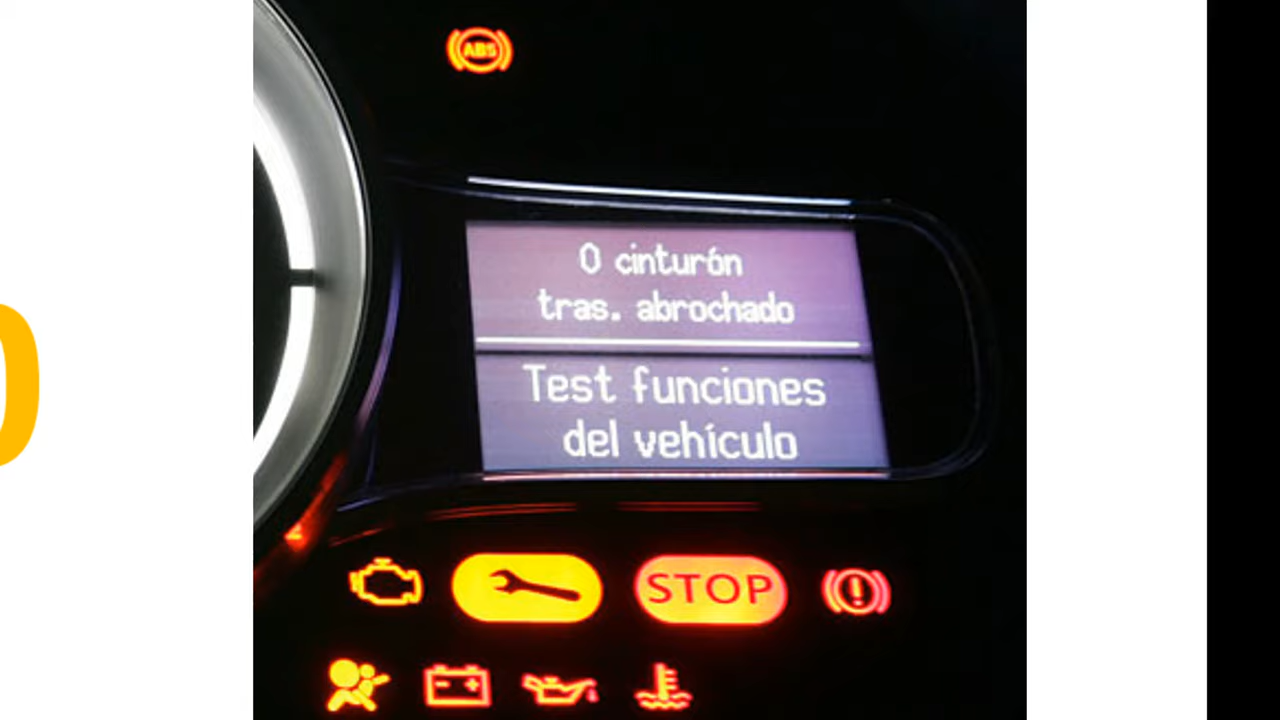 ABS
0 cinturón
tras. abrochado
Test funciones
del vehículo
STOP